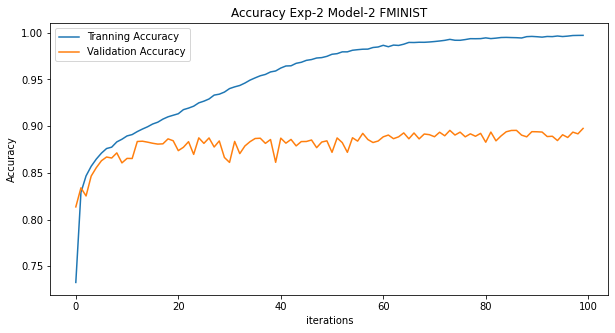 Accuracy Exp-2 Model-2 FMINIST
Tranning Accuracy
Validation Accuracy
1.00
0.95
0.90
0.85
0.80
0.75
Accuracy
0
20
40
60
80
100
iterations